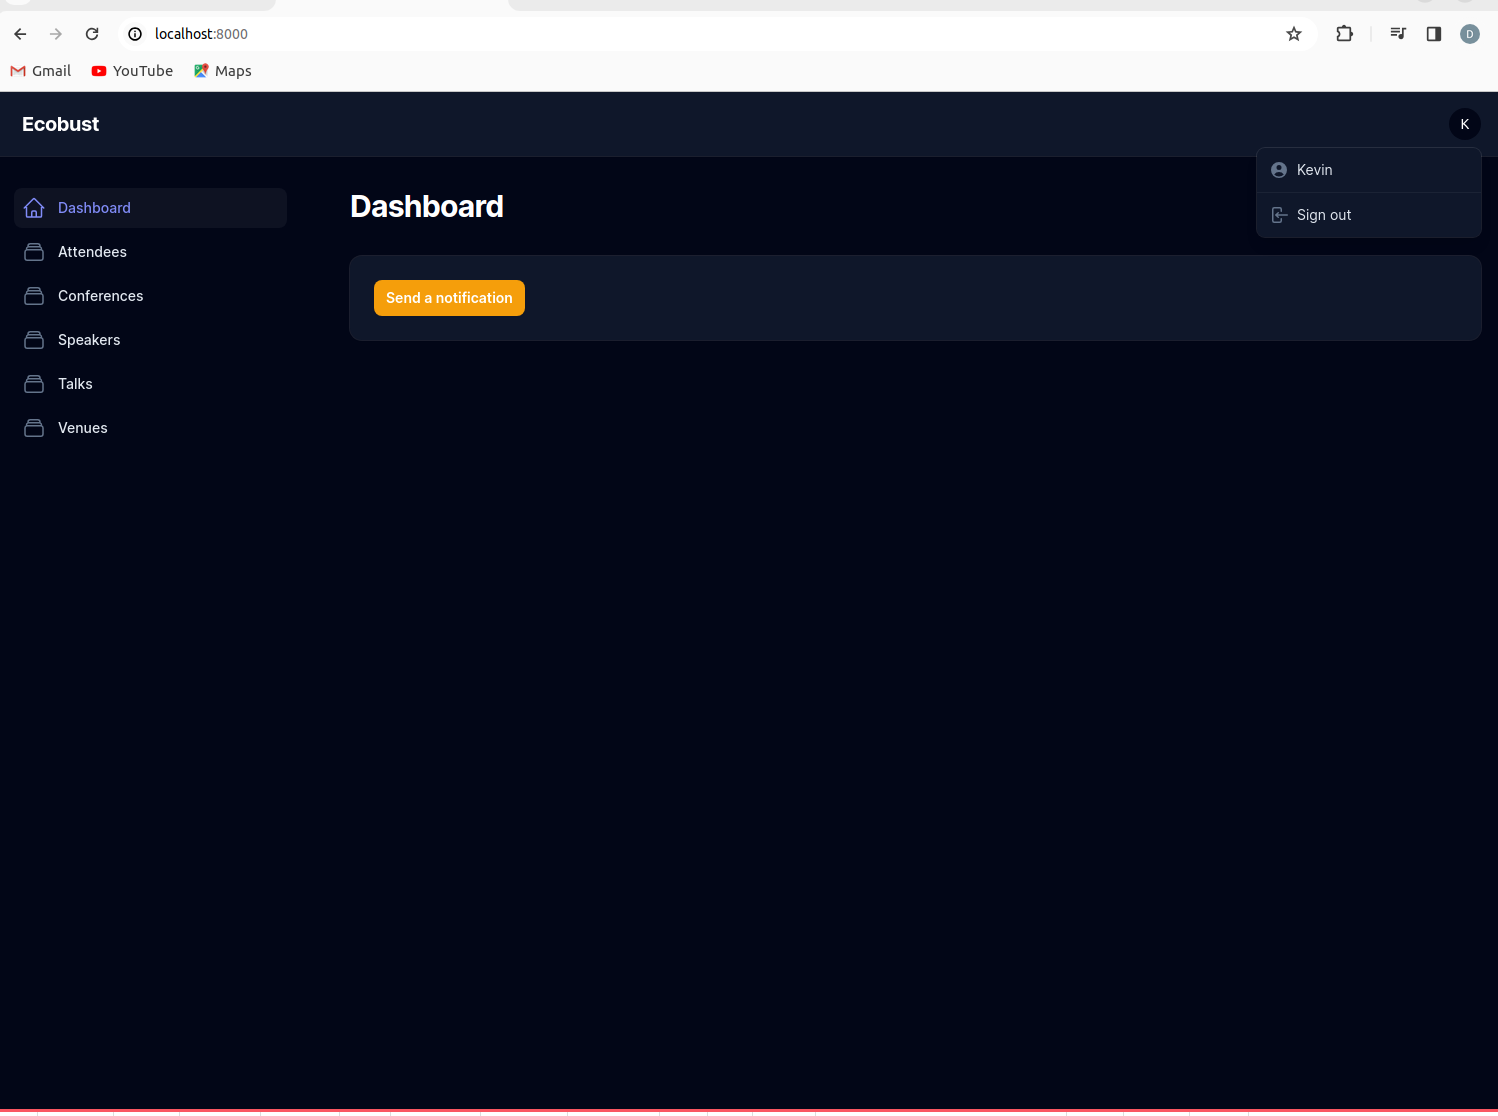 localhost:8000
D
Gmail YouTube Maps
Ecobust
K
Kevin
Sign out
Dashboard
Attendees
Conferences
Speakers
Talks
Venues
Dashboard
Send a notification